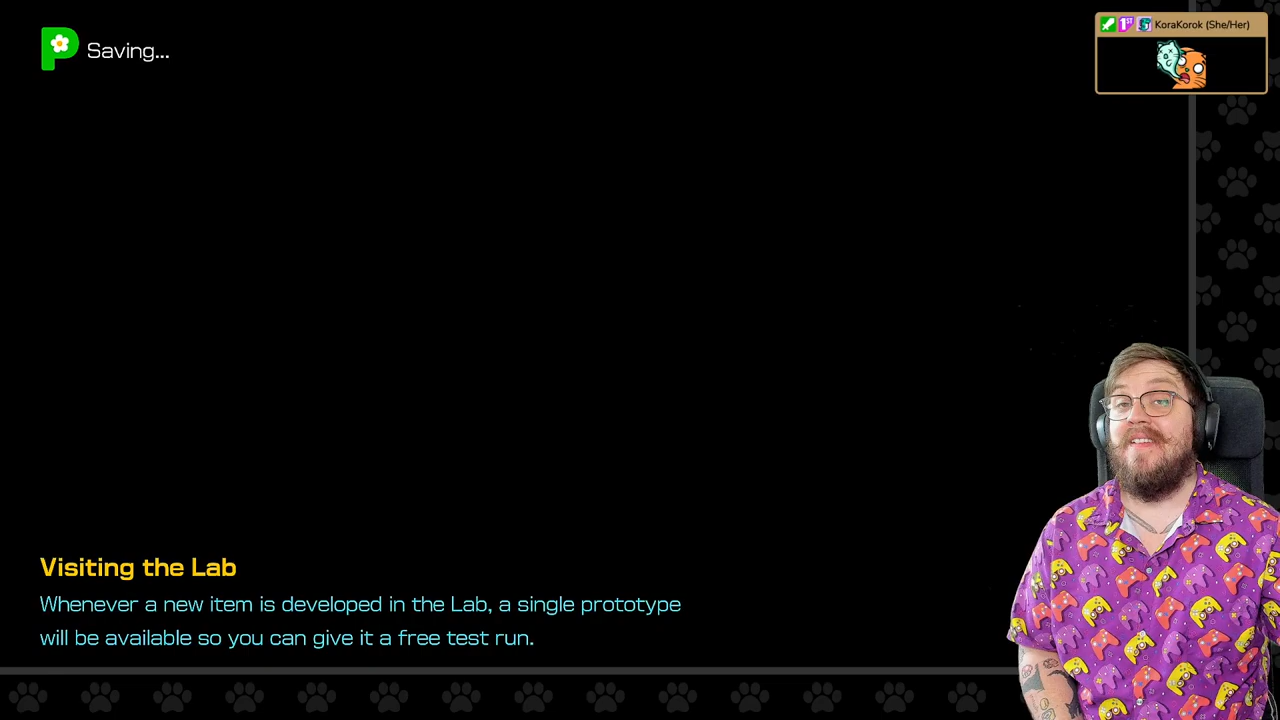 P Saving...
1ST KoraKorok (She/Her)
Visiting the Lab
Whenever a new item is developed in the Lab, a single prototype
will be available so you can give it a free test run.